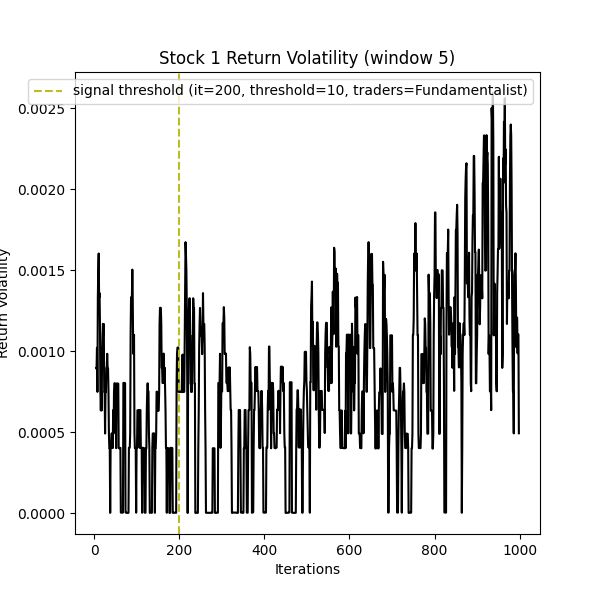 Stock 1 Return Volatility (window 5)
signal threshold (it=200, threshold=10, traders=Fundamentalist)
0.0025
0.0020
0.0015
0.0010
0.0005
0.0000
Return Volatility
0 200 400 600 800 1000
Iterations